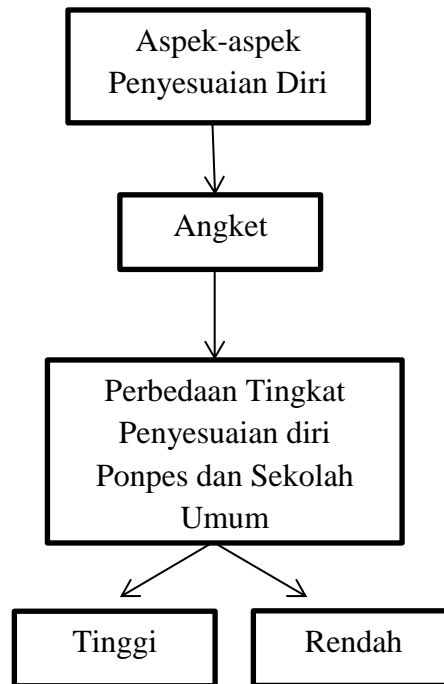 Aspek-aspek
Penyesuaian Diri
Angket
Perbedaan Tingkat
Penyesuaian diri
Ponpes dan Sekolah
Umum
Tinggi
Rendah